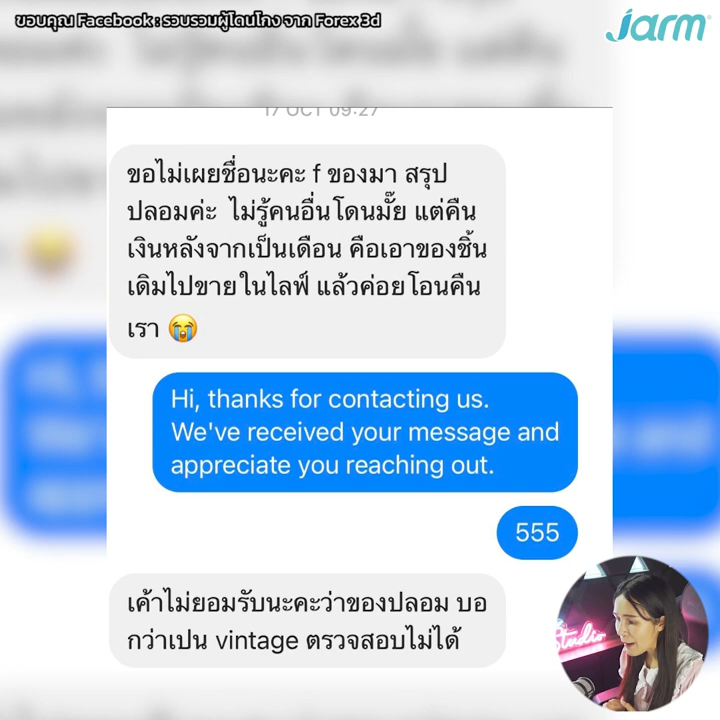 ขอบคุณ Facebook : รวบรวมผู้โดนโกง จาก Forex 3d
Jarm
17 OCT 09:27
ขอไม่เผยชื่อนะคะ f ของมา สรุป
ปลอมค่ะ ไม่รู้คนอื่นโดนมั๊ย แต่คืน
เงินหลังจากเป็นเดือน คือเอาของชิ้น
เดิมไปขายในไลฟ์ แล้วค่อยโอนคืน
เรา 😭
Hi, thanks for contacting us.
We've received your message and
appreciate you reaching out.
555
เค้าไม่ยอมรับนะคะว่าของปลอม บอ
กว่าเปน vintage ตรวจสอบไม่ได้
Studio